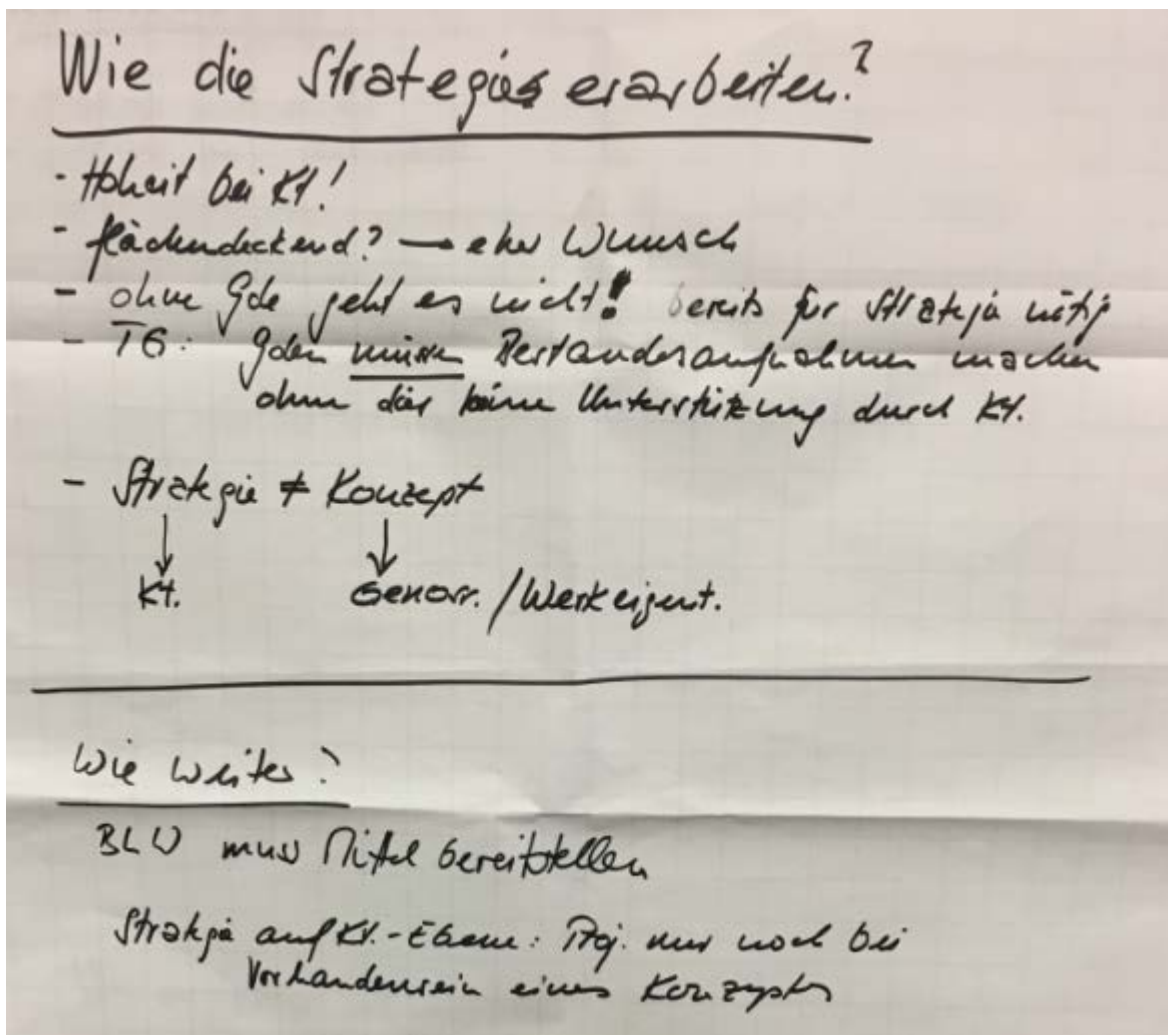 Wie die Strategie erarbeiten?
- Hoheit bei Kt!
- flächendeckend? → eher Wunsch
- ohne Gde geht es nicht! bereits für Strategie nötig
- TG: Gden müssen Bestandesaufnahmen machen
ohne dies keine Unterstützung durch Kt.
- Strategie ≠ Konzept
↓ ↓
Kt. Genoss. / Werkeigent.
Wie weiter?
BLW muss Mittel bereitstellen
Strategie auf Kt.-Ebene: Proj. nur noch bei
Vorhandensein eines Konzeptes